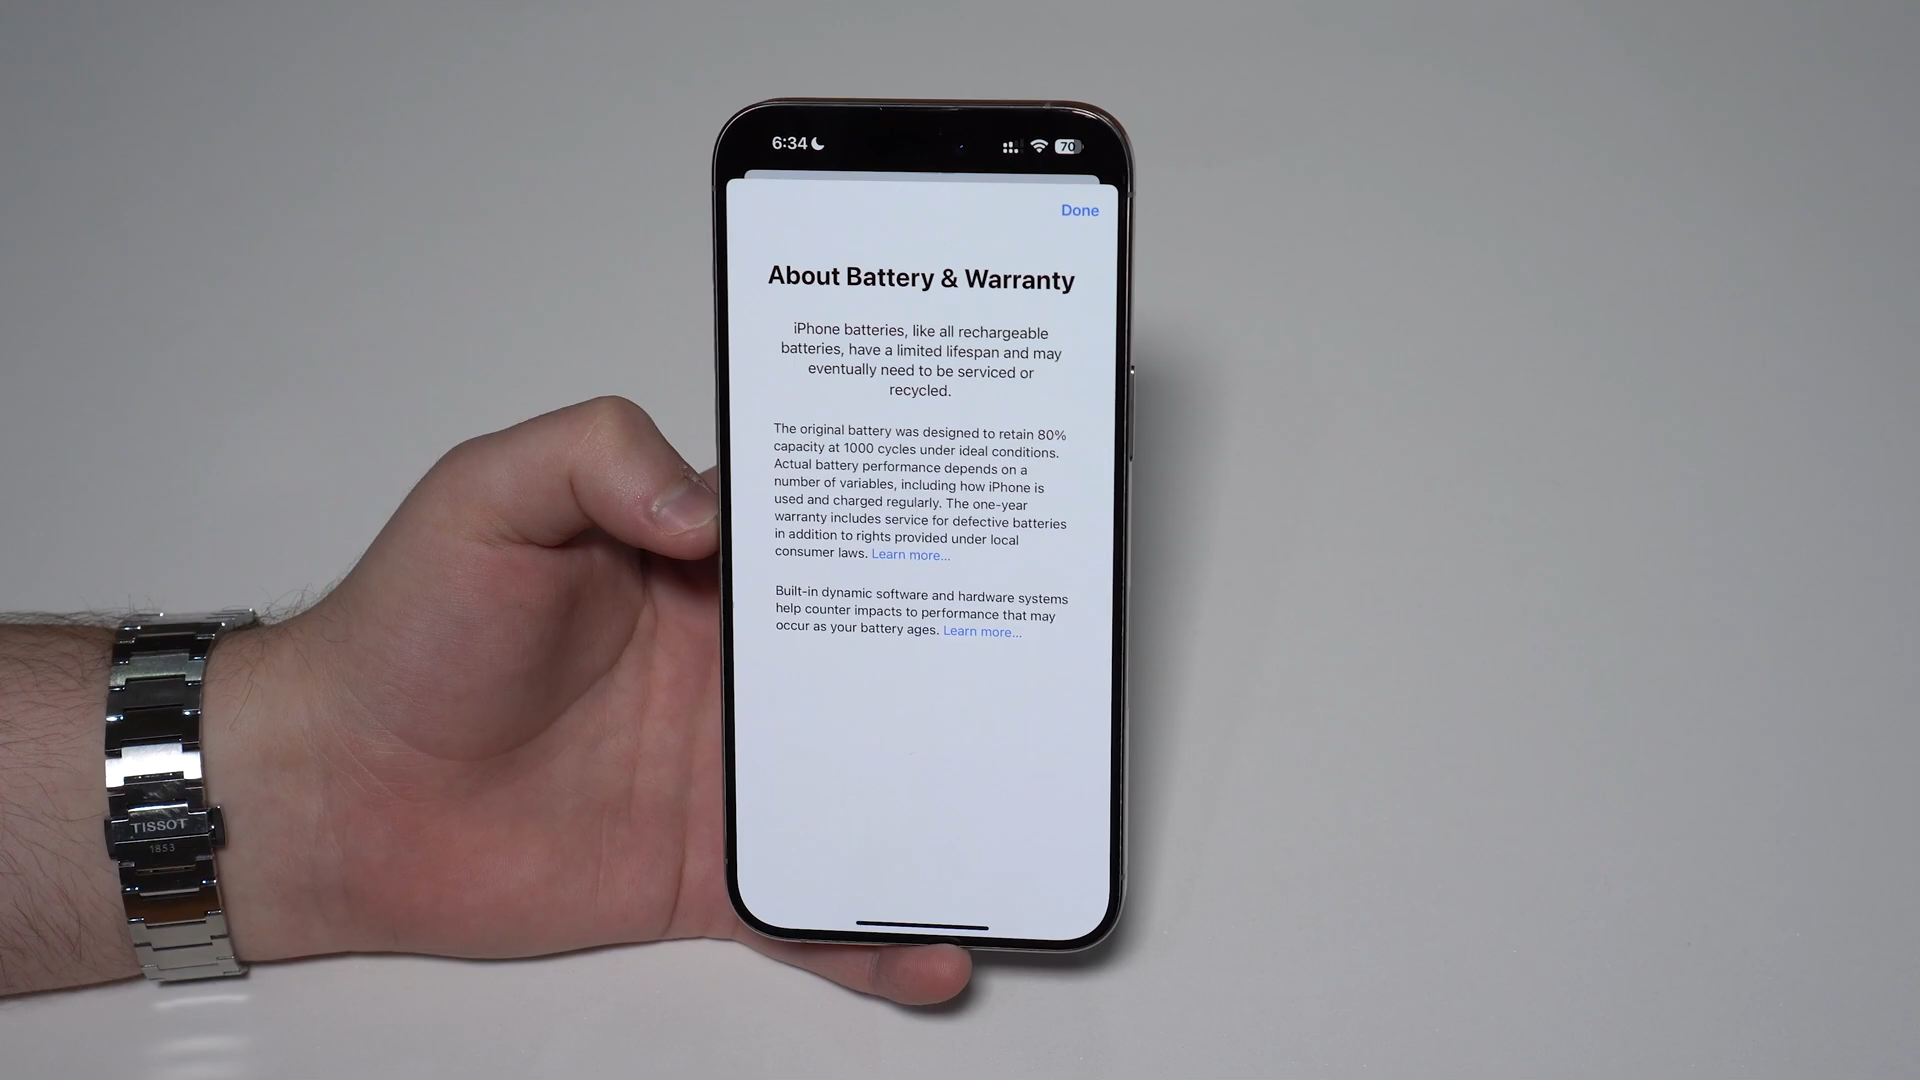 6:34
70
Done
About Battery & Warranty
iPhone batteries, like all rechargeable
batteries, have a limited lifespan and may
eventually need to be serviced or
recycled.
The original battery was designed to retain 80%
capacity at 1000 cycles under ideal conditions.
Actual battery performance depends on a
number of variables, including how iPhone is
used and charged regularly. The one-year
warranty includes service for defective batteries
in addition to rights provided under local
consumer laws. Learn more...
Built-in dynamic software and hardware systems
help counter impacts to performance that may
occur as your battery ages. Learn more...
TISSOT
1853